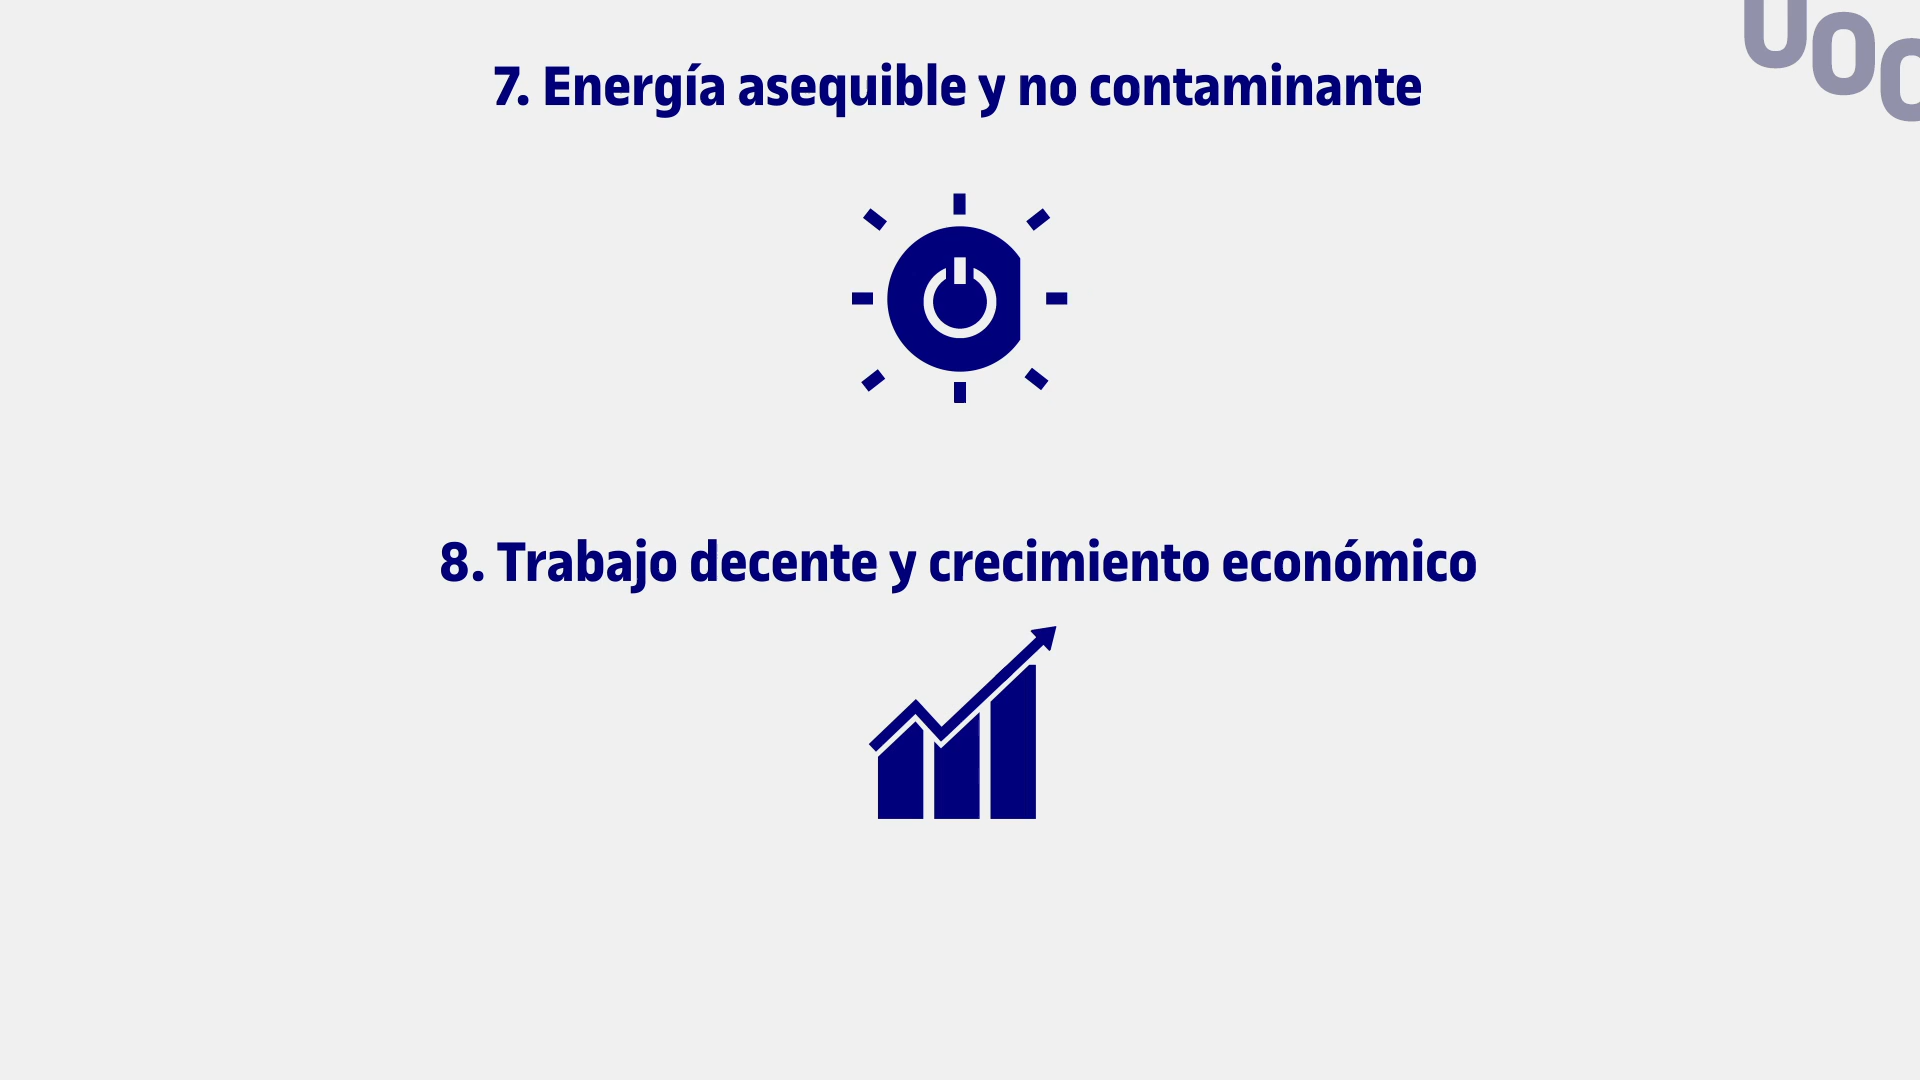 UOC
7. Energía asequible y no contaminante
8. Trabajo decente y crecimiento económico